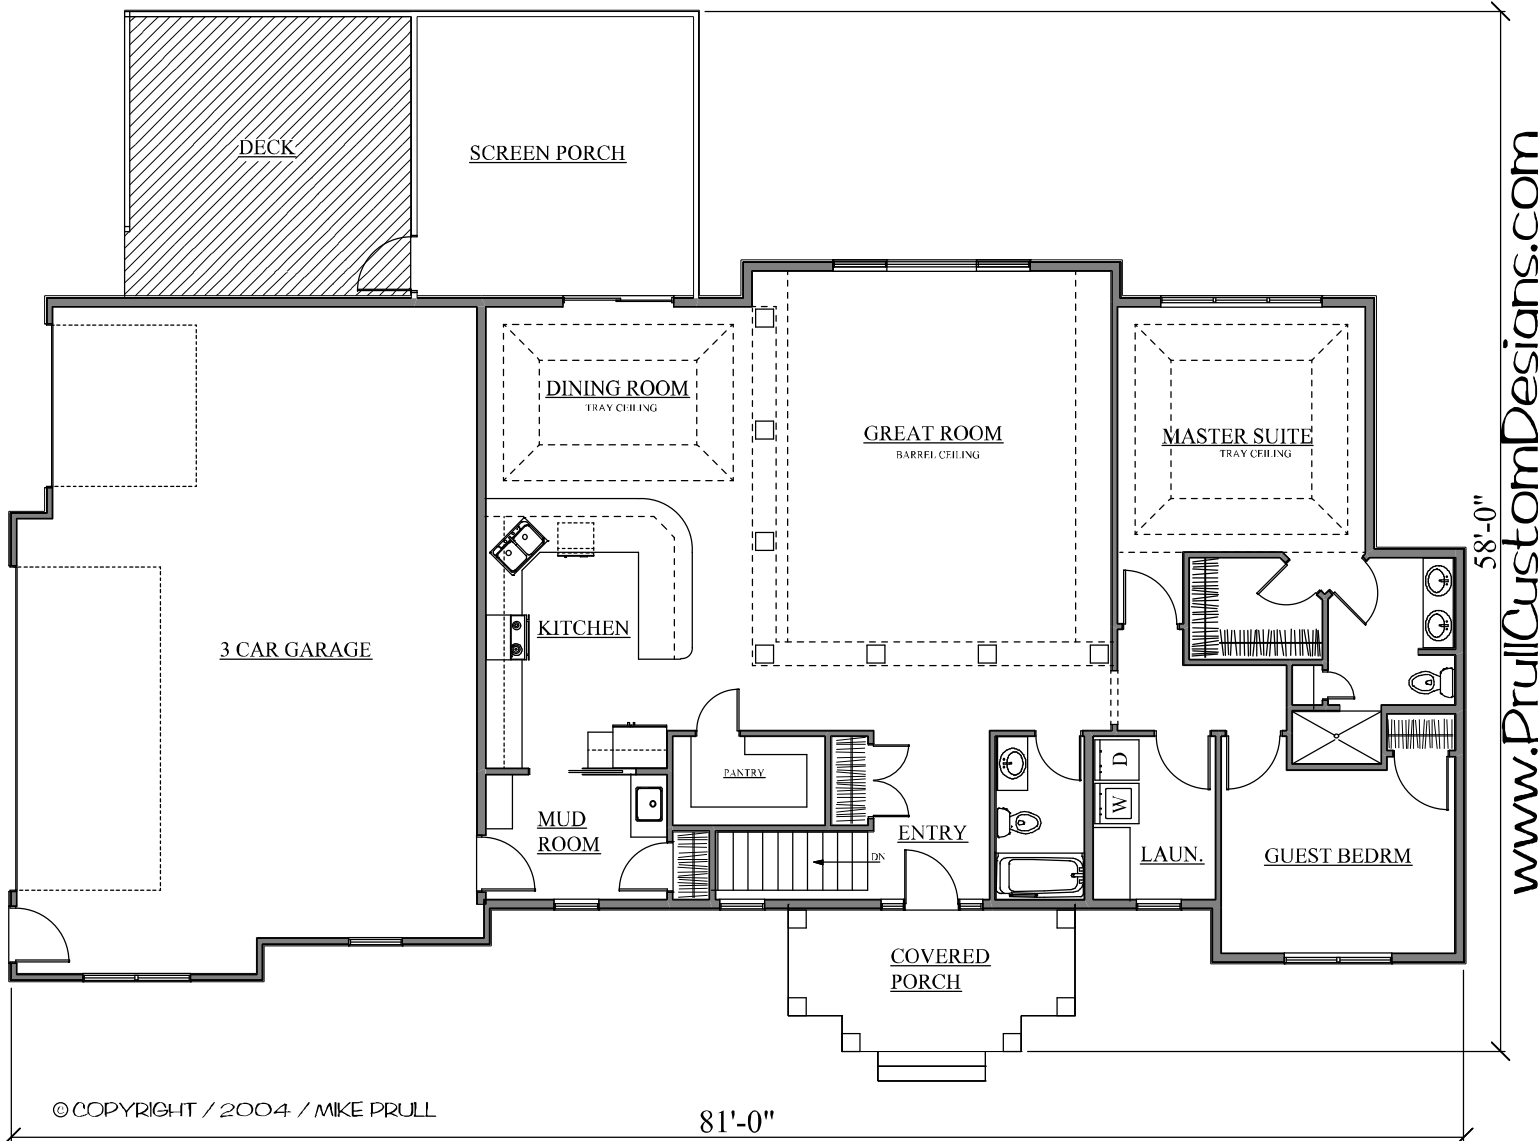 DECK
SCREEN PORCH
DINING ROOM
TRAY CEILING
GREAT ROOM
BARREL CEILING
MASTER SUITE
TRAY CEILING
KITCHEN
3 CAR GARAGE
PANTRY
MUD
ROOM
ENTRY
DN
D
W
LAUN.
GUEST BEDRM
COVERED
PORCH
58'-0"
81'-0"
© COPYRIGHT / 2004 / MIKE PRULL
www.PrullCustomDesigns.com